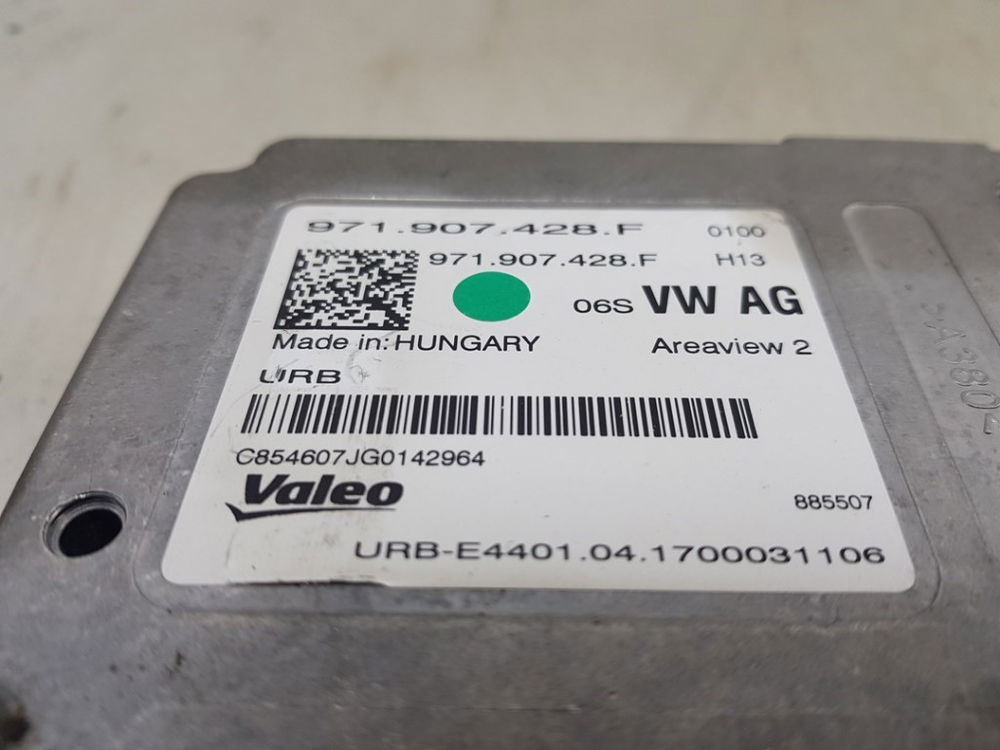 971.907.428.F 0100
971.907.428.F H13
06S VW AG
Made in: HUNGARY Areaview 2
URB
C854607JG0142964
Valeo 885507
URB-E4401.04.1700031106